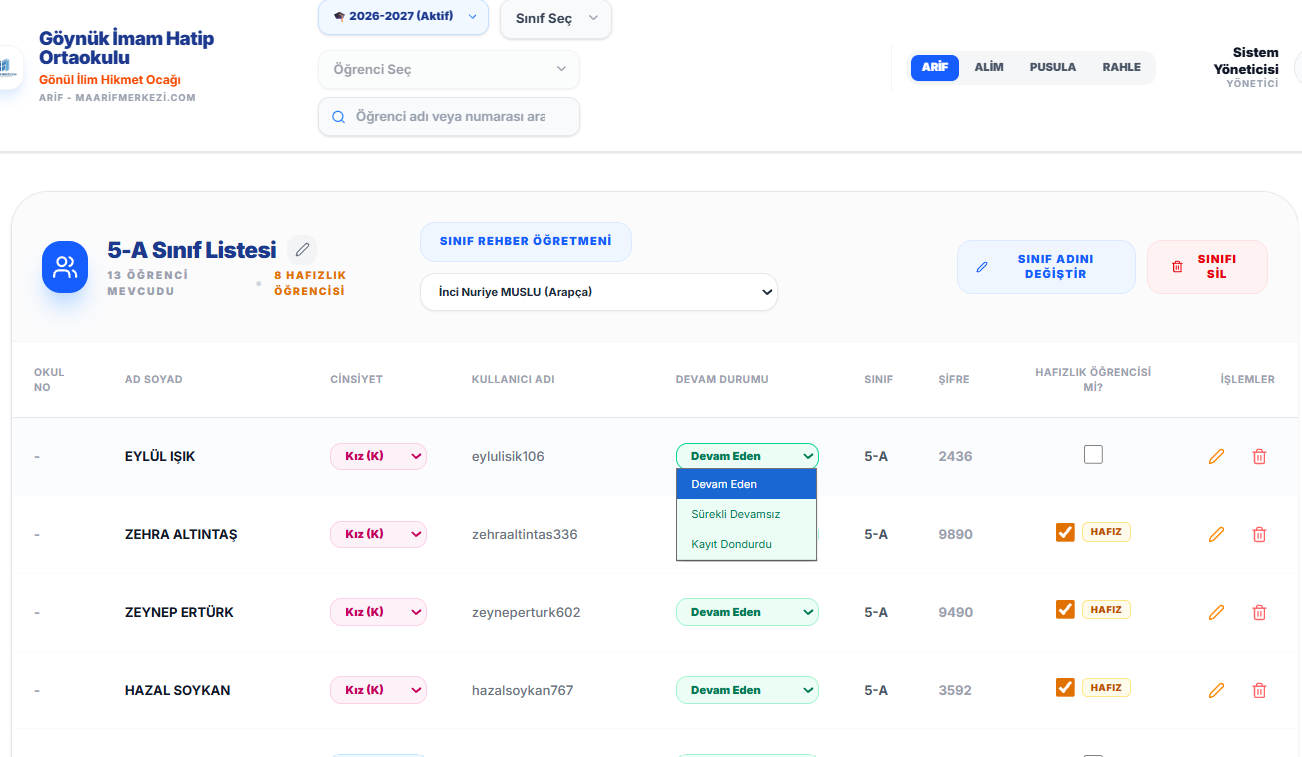 Göynük İmam Hatip
Ortaokulu
Gönül İlim Hikmet Ocağı
ARİF - MAARİFMERKEZİ.COM
2026-2027 (Aktif)
Sınıf Seç
Öğrenci Seç
Öğrenci adı veya numarası ara
ARİF
ALİM
PUSULA
RAHLE
Sistem
Yöneticisi
YÖNETİCİ
5-A Sınıf Listesi
13 ÖĞRENCİ
MEVCUDU
8 HAFIZLIK
ÖĞRENCİSİ
SINIF REHBER ÖĞRETMENİ
İnci Nuriye MUSLU (Arapça)
SINIF ADINI
DEĞİŞTİR
SINIFI
SİL
OKUL
NO
AD SOYAD
CİNSİYET
KULLANICI ADI
DEVAM DURUMU
SINIF
ŞİFRE
HAFIZLIK ÖĞRENCİSİ
Mİ?
İŞLEMLER
- EYLÜL IŞIK Kız (K) eylulisik106 Devam Eden 5-A 2436
Devam Eden
Sürekli Devamsız
Kayıt Dondurdu
- ZEHRA ALTINTAŞ Kız (K) zehraaltintas336 5-A 9890 HAFIZ
- ZEYNEP ERTÜRK Kız (K) zeyneperturk602 Devam Eden 5-A 9490 HAFIZ
- HAZAL SOYKAN Kız (K) hazalsoykan767 Devam Eden 5-A 3592 HAFIZ